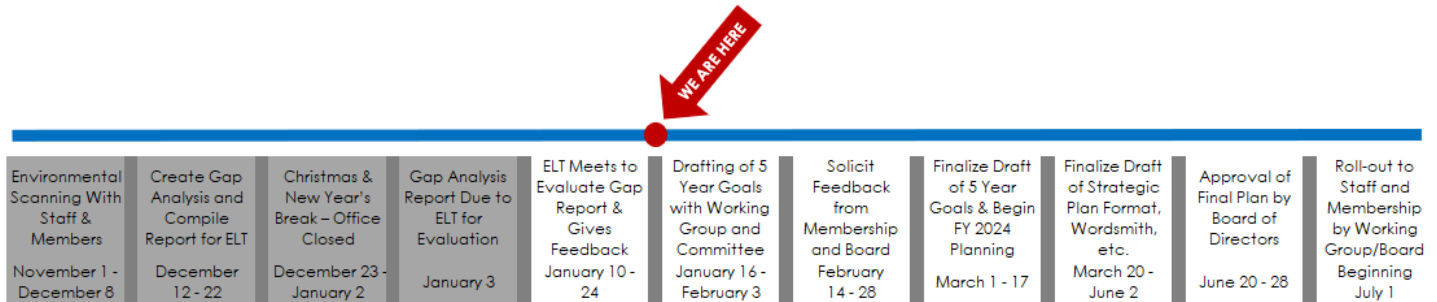 WE ARE HERE
Environmental
Scanning With
Staff &
Members
November 1 -
December 8
Create Gap
Analysis and
Compile
Report for ELT
December
12 - 22
Christmas &
New Year's
Break – Office
Closed
December 23 -
January 2
Gap Analysis
Report Due to
ELT for
Evaluation
January 3
ELT Meets to
Evaluate Gap
Report &
Gives
Feedback
January 10 -
24
Drafting of 5
Year Goals
with Working
Group and
Committee
January 16 -
February 3
Solicit
Feedback
from
Membership
and Board
February
14 - 28
Finalize Draft
of 5 Year
Goals & Begin
FY 2024
Planning
March 1 - 17
Finalize Draft
of Strategic
Plan Format,
Wordsmith,
etc.
March 20 -
June 2
Approval of
Final Plan by
Board of
Directors
June 20 - 28
Roll-out to
Staff and
Membership
by Working
Group/Board
Beginning
July 1